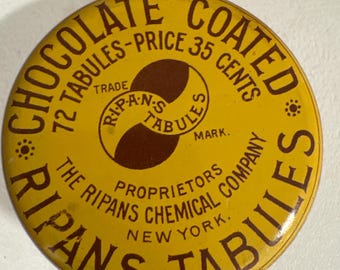 CHOCOLATE COATED
72 TABULES-PRICE 35 CENTS
TRADE
R·I·P·A·N·S
TABULES
MARK.
PROPRIETORS
THE RIPANS CHEMICAL COMPANY
NEW YORK.
RIPANS TABULES